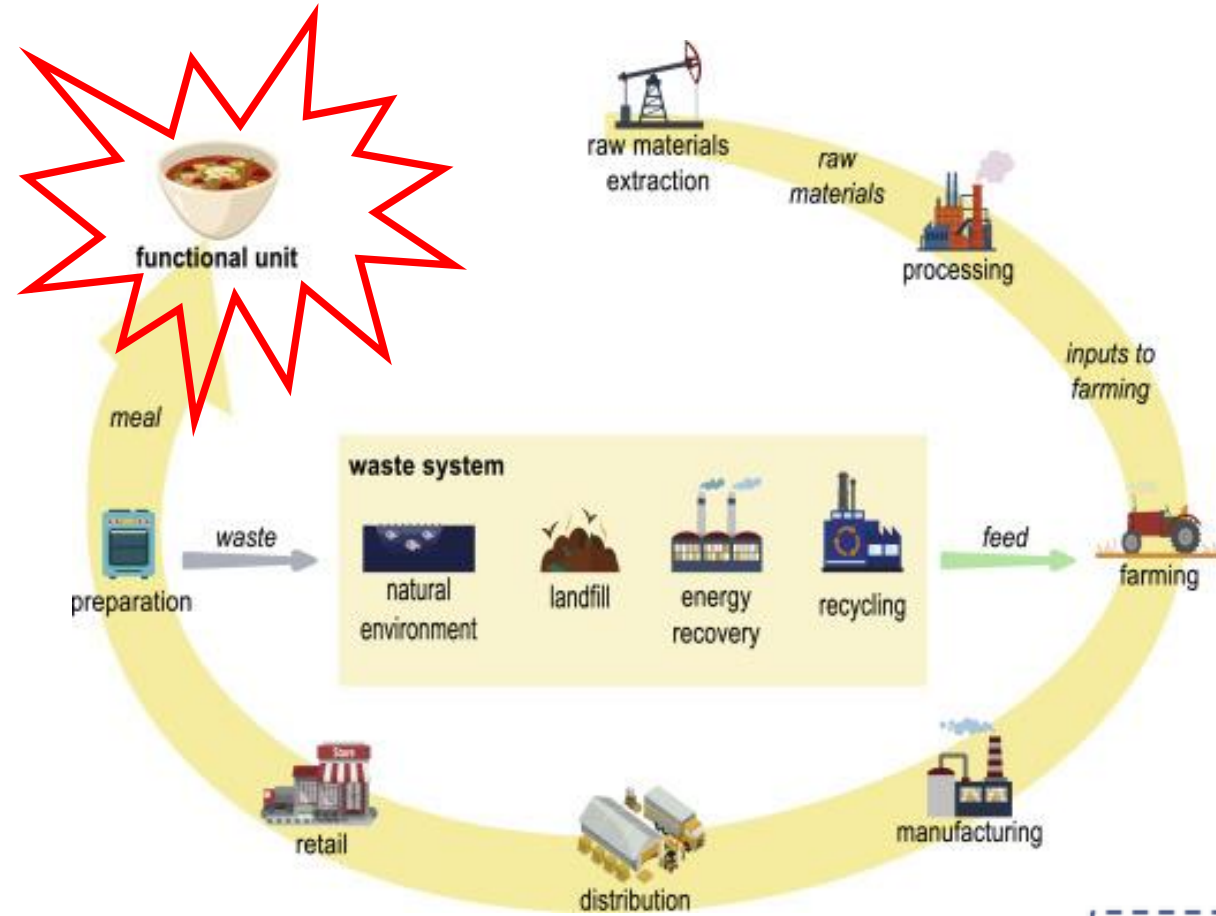 raw materials
extraction
raw
materials
processing
inputs to
farming
farming
manufacturing
distribution
Store
retail
preparation
meal
functional unit
waste
waste system
natural
environment
landfill
energy
recovery
recycling
feed